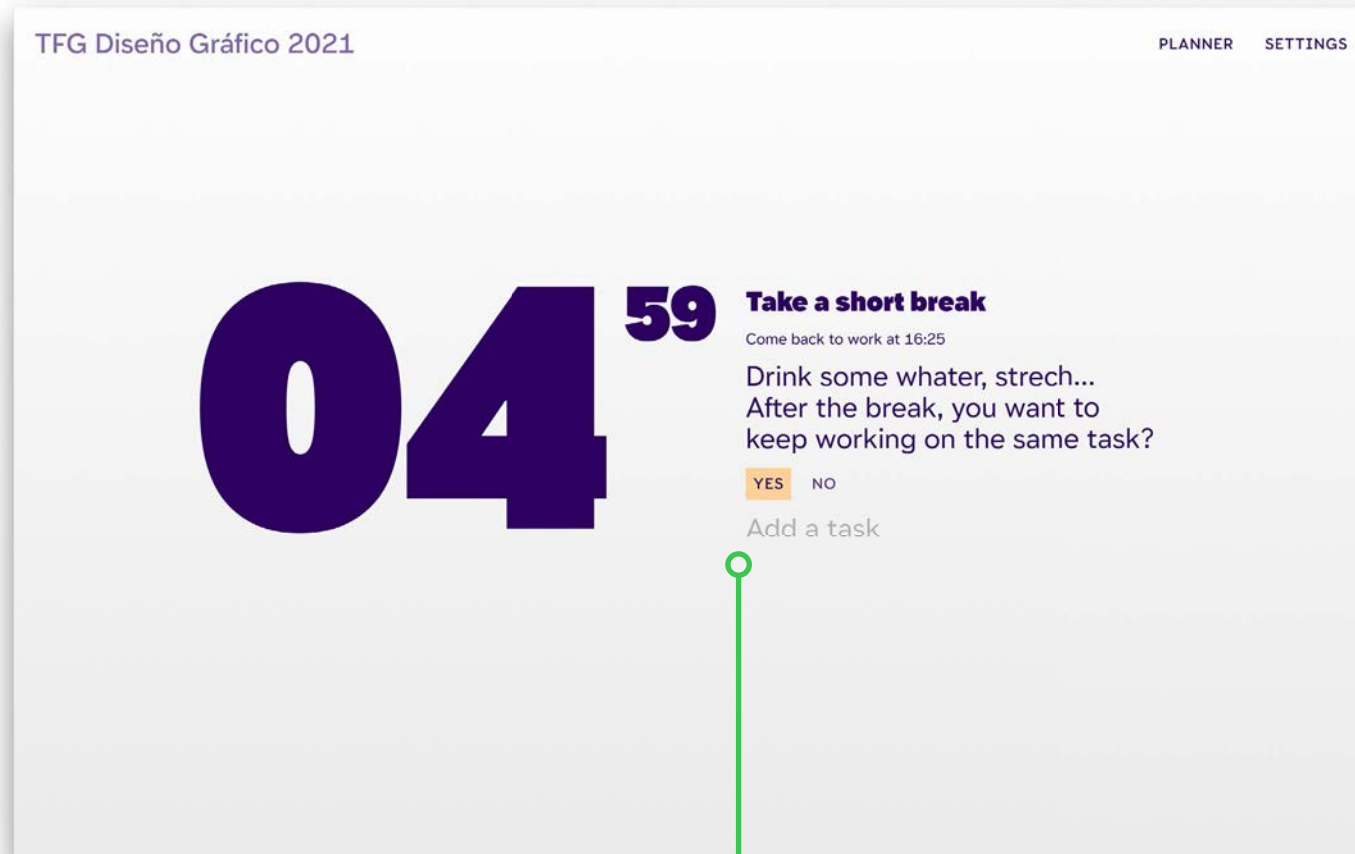 TFG Diseño Gráfico 2021
PLANNER SETTINGS
04 59
Take a short break
Come back to work at 16:25
Drink some whater, strech...
After the break, you want to
keep working on the same task?
YES NO
Add a task